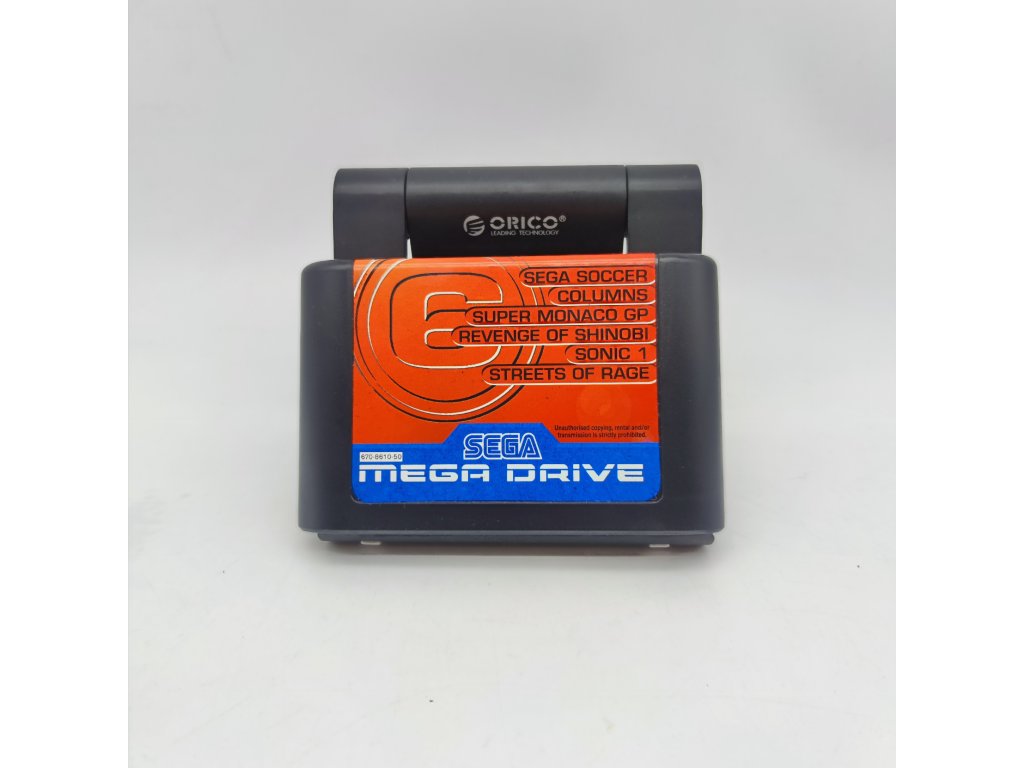 ORICO®
LEADING TECHNOLOGY
6
SEGA SOCCER
COLUMNS
SUPER MONACO GP
REVENGE OF SHINOBI
SONIC 1
STREETS OF RAGE
Unauthorised copying, rental and/or
transmission is strictly prohibited.
SEGA
670-8610-50
MEGA DRIVE